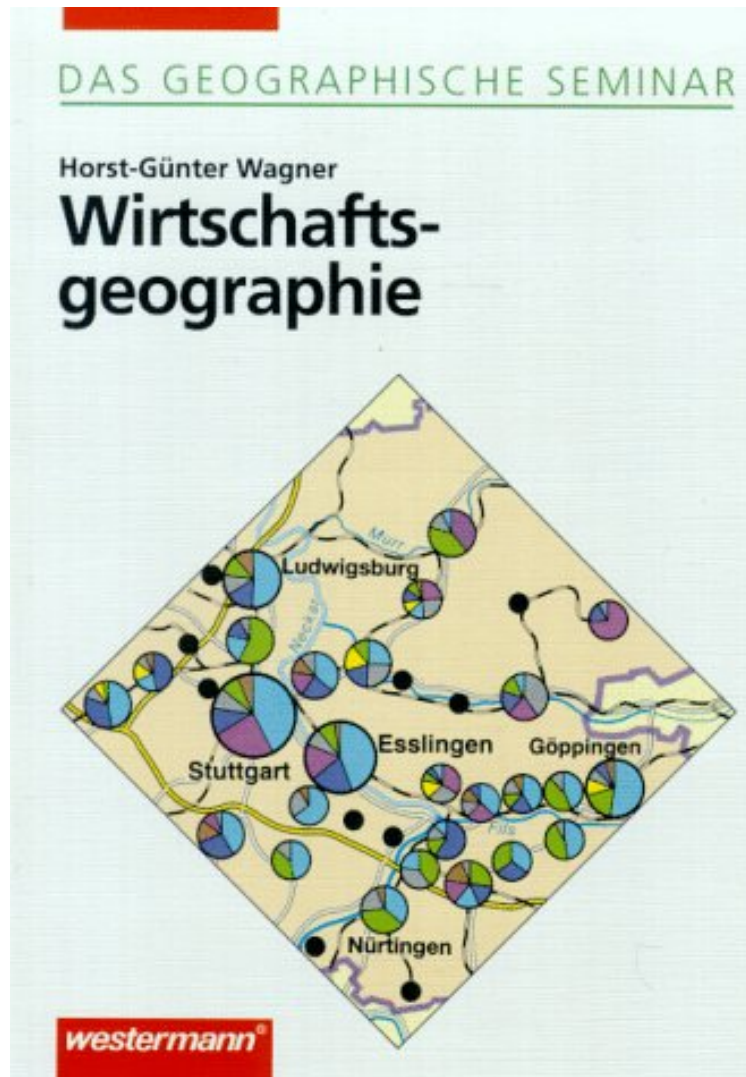 DAS GEOGRAPHISCHE SEMINAR
Horst-Günter Wagner
Wirtschafts-
geographie
Murr
Ludwigsburg
Neckar
Esslingen
Göppingen
Stuttgart
Fils
Nürtingen
westermann®